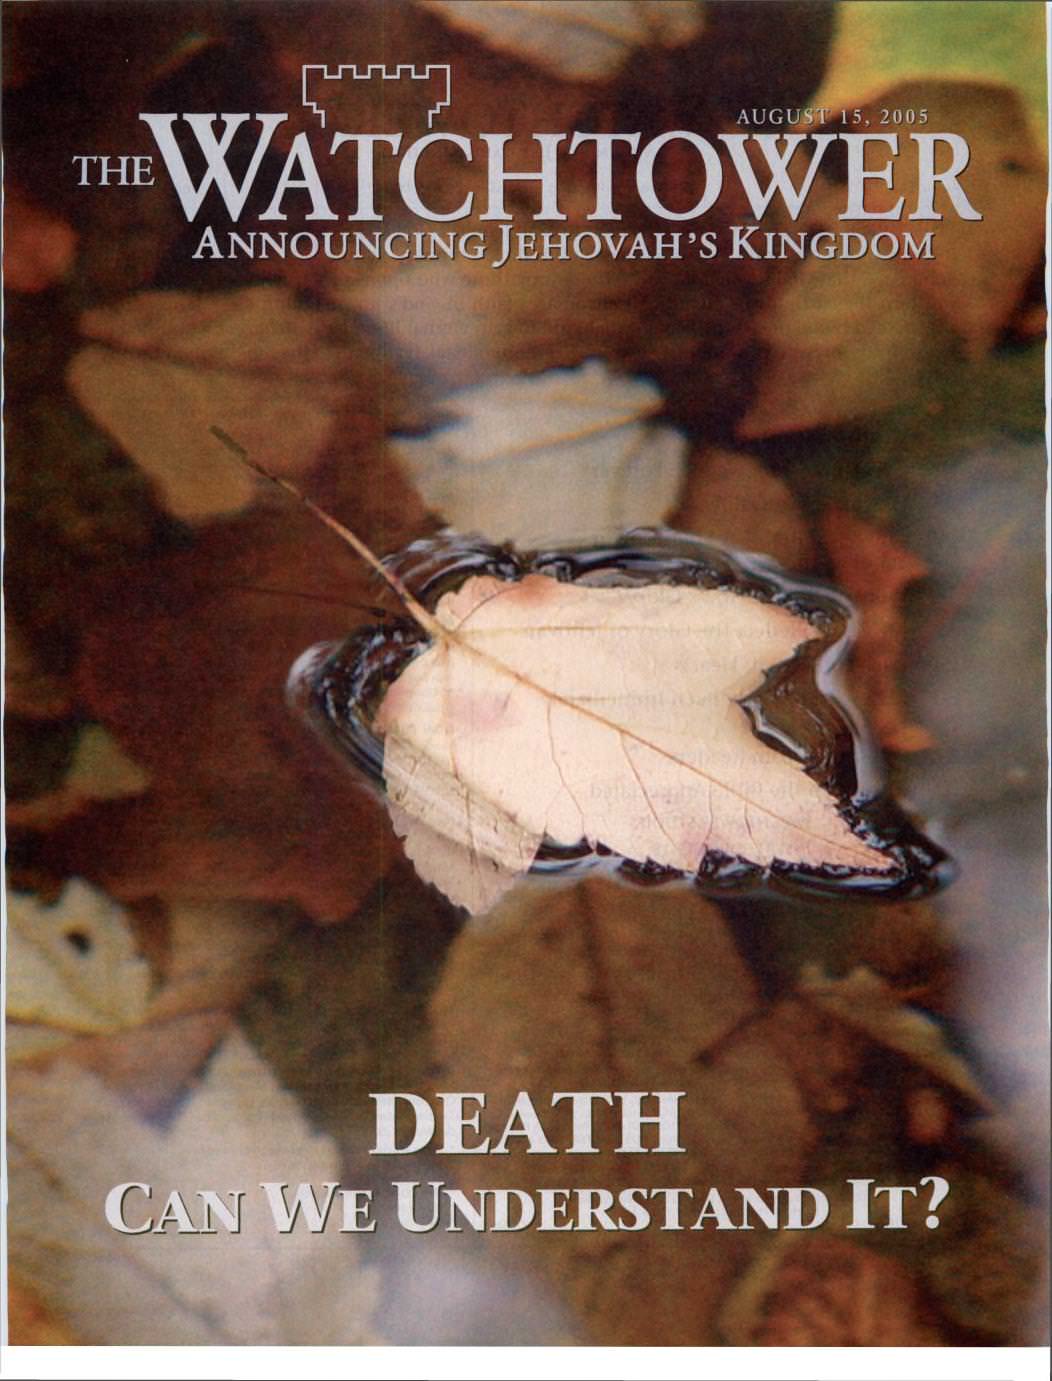 AUGUST 15, 2005
THE WATCHTOWER
ANNOUNCING JEHOVAH'S KINGDOM
DEATH
CAN WE UNDERSTAND IT?